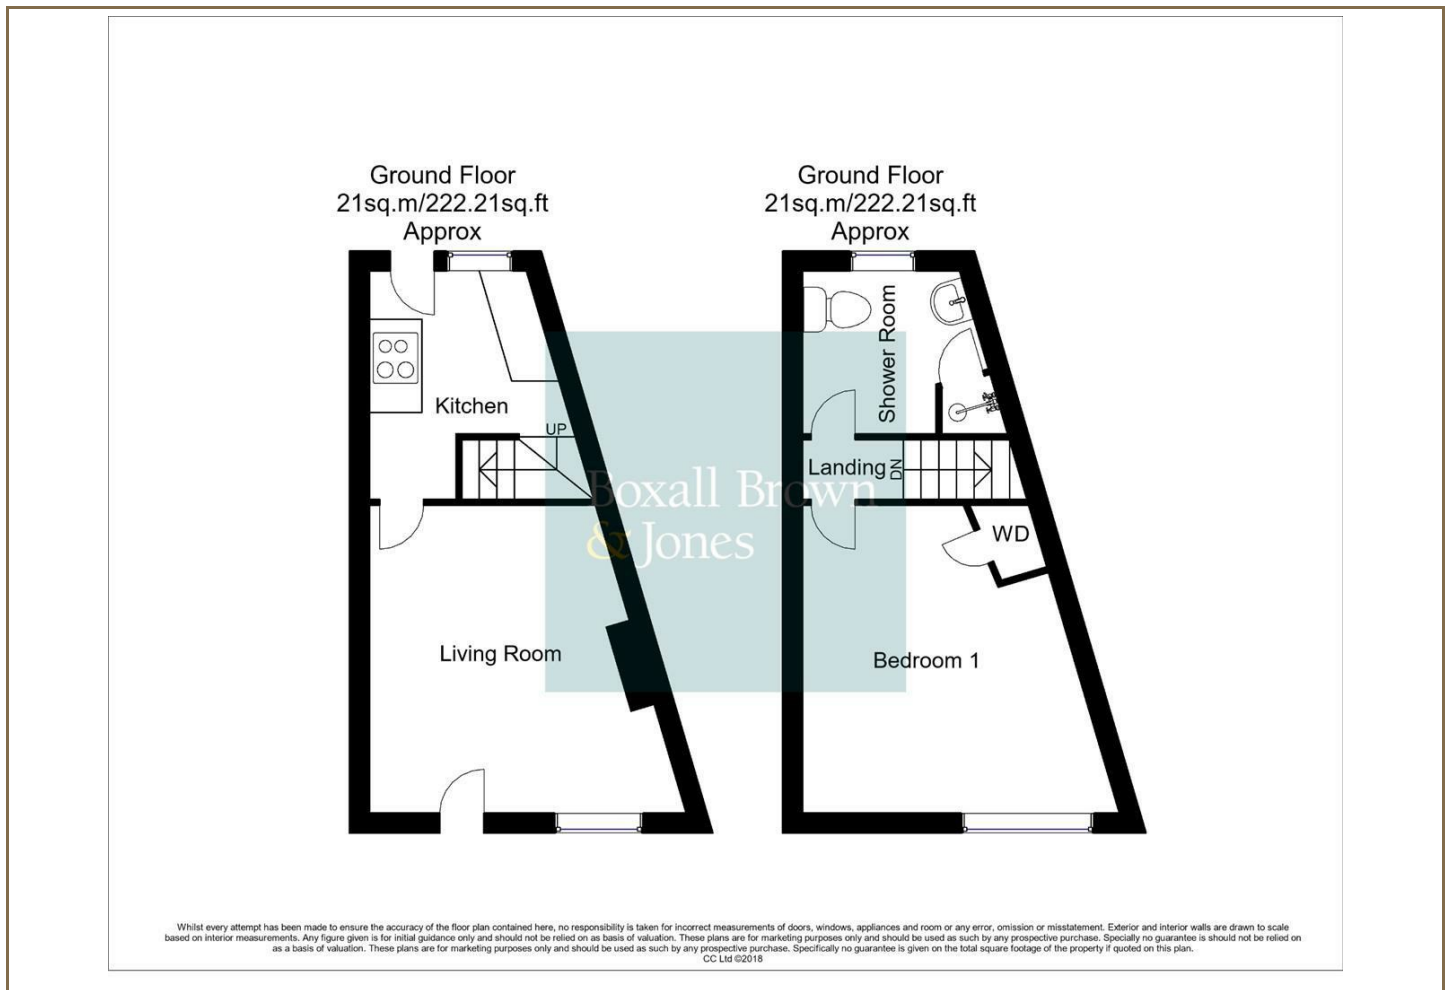 Ground Floor
21sq.m/222.21sq.ft
Approx
Ground Floor
21sq.m/222.21sq.ft
Approx
Kitchen
UP
Living Room
Shower Room
Landing
DN
WD
Bedroom 1
Boxall Brown
& Jones
Whilst every attempt has been made to ensure the accuracy of the floor plan contained here, no responsibility is taken for incorrect measurements of doors, windows, appliances and room or any error, omission or misstatement. Exterior and interior walls are drawn to scale
based on interior measurements. Any figure given is for initial guidance only and should not be relied on as basis of valuation. These plans are for marketing purposes only and should be used as such by any prospective purchase. Specially no guarantee is should not be relied on
as a basis of valuation. These plans are for marketing purposes only and should be used as such by any prospective purchase. Specifically no guarantee is given on the total square footage of the property if quoted on this plan.
CC Ltd ©2018